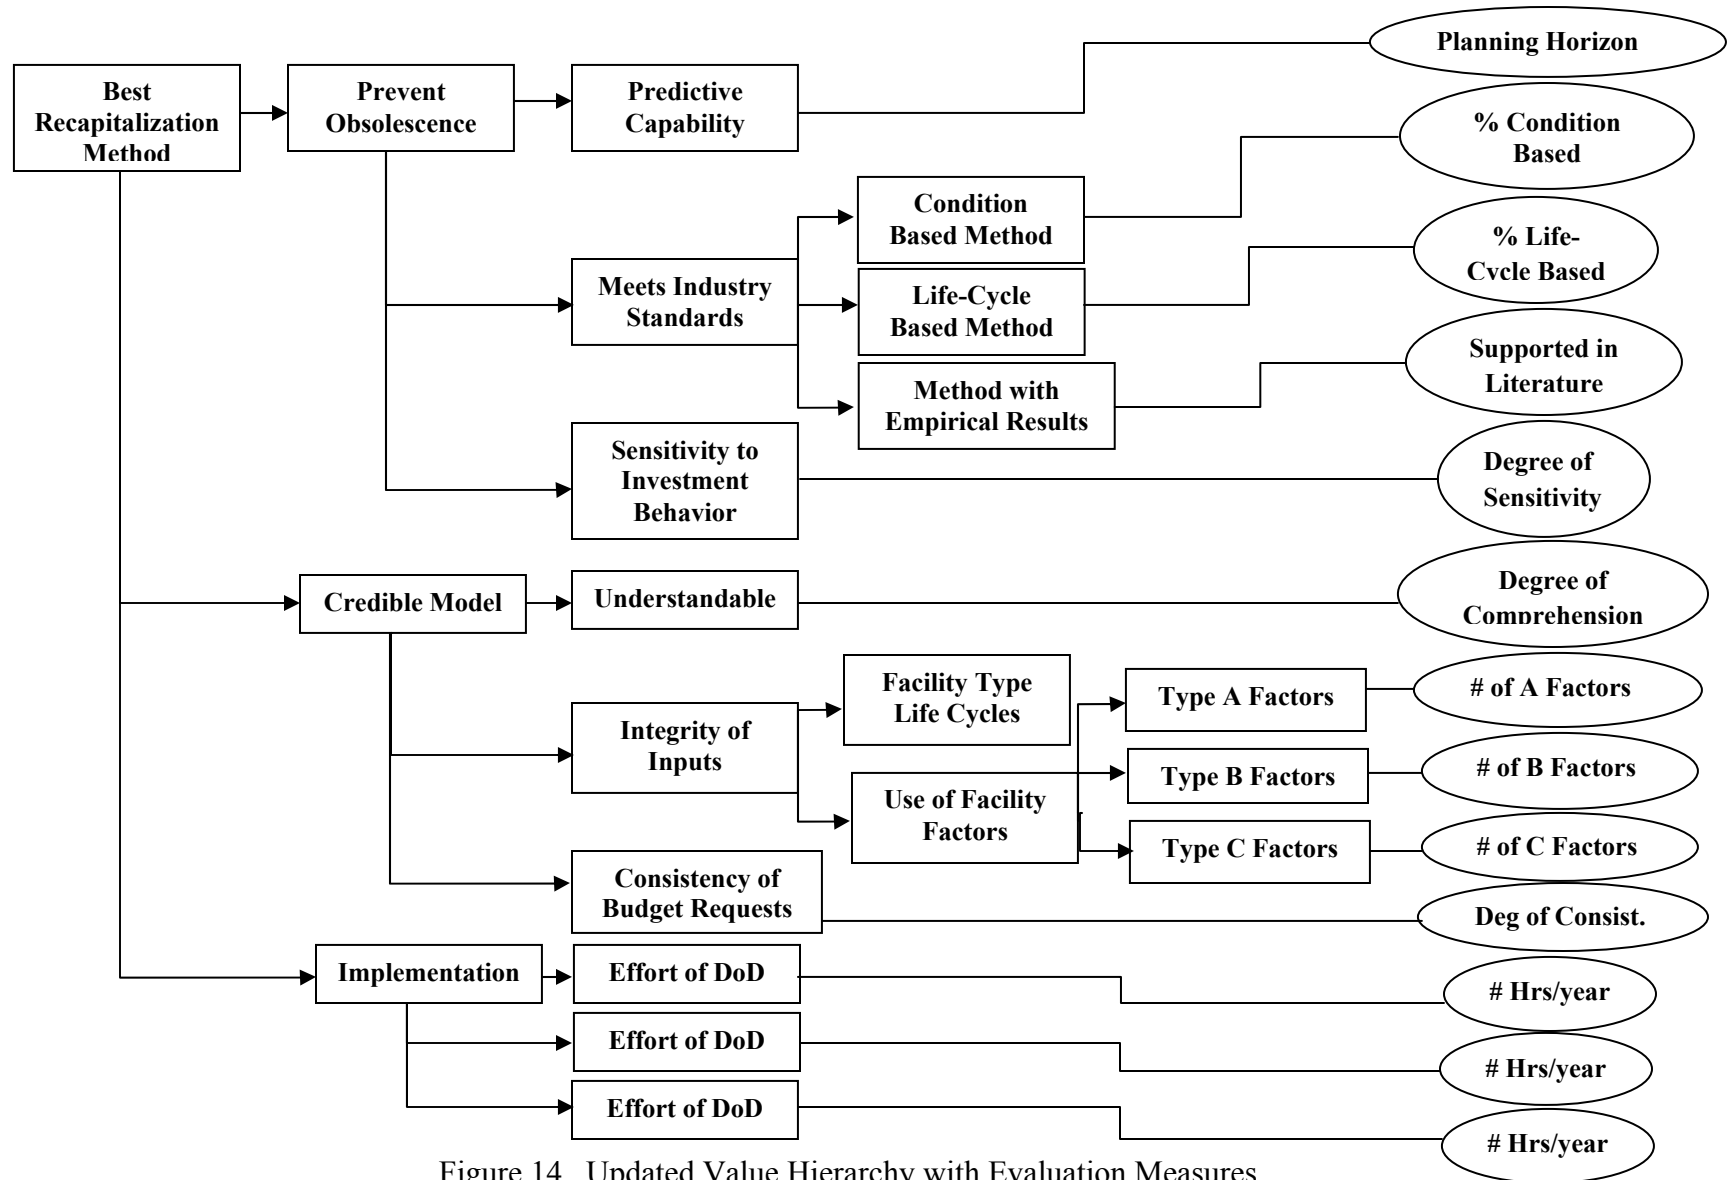 Planning Horizon
Best
Recapitalization
Method
Prevent
Obsolescence
Predictive
Capability
% Condition
Based
Condition
Based Method
% Life-
Cycle Based
Meets Industry
Standards
Life-Cycle
Based Method
Supported in
Literature
Method with
Empirical Results
Sensitivity to
Investment
Behavior
Degree of
Sensitivity
Credible Model
Understandable
Degree of
Comprehension
Integrity of
Inputs
Facility Type
Life Cycles
Type A Factors
# of A Factors
Use of Facility
Factors
Type B Factors
# of B Factors
Type C Factors
# of C Factors
Consistency of
Budget Requests
Deg of Consist.
Implementation
Effort of DoD
# Hrs/year
Effort of DoD
# Hrs/year
Effort of DoD
# Hrs/year
Figure 14. Updated Value Hierarchy with Evaluation Measures